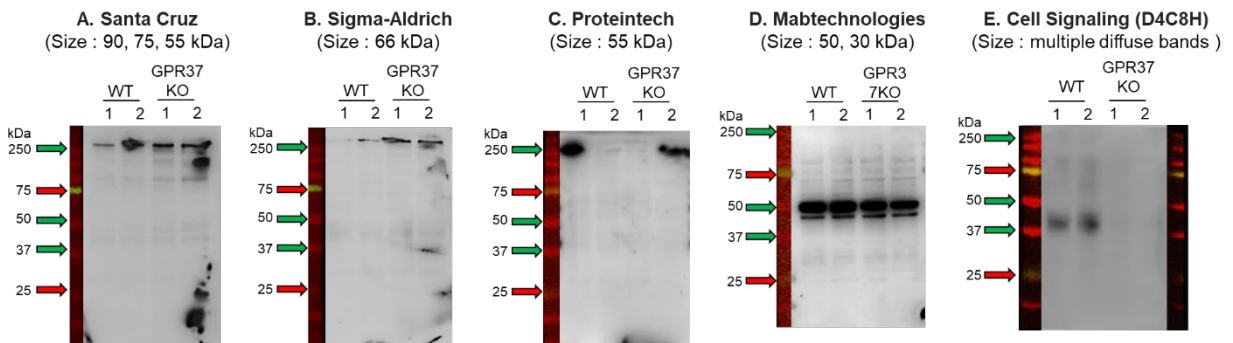 A. Santa Cruz
(Size : 90, 75, 55 kDa)
GPR37
WT KO
1 2 1 2
kDa
250
75
50
37
25
B. Sigma-Aldrich
(Size : 66 kDa)
GPR37
WT KO
1 2 1 2
kDa
250
75
50
37
25
C. Proteintech
(Size : 55 kDa)
GPR37
WT KO
1 2 1 2
kDa
250
75
50
37
25
D. Mabtechnologies
(Size : 50, 30 kDa)
GPR3
WT 7KO
1 2 1 2
kDa
250
75
50
37
25
E. Cell Signaling (D4C8H)
(Size : multiple diffuse bands )
GPR37
WT KO
1 2 1 2
kDa
250
75
50
37
25